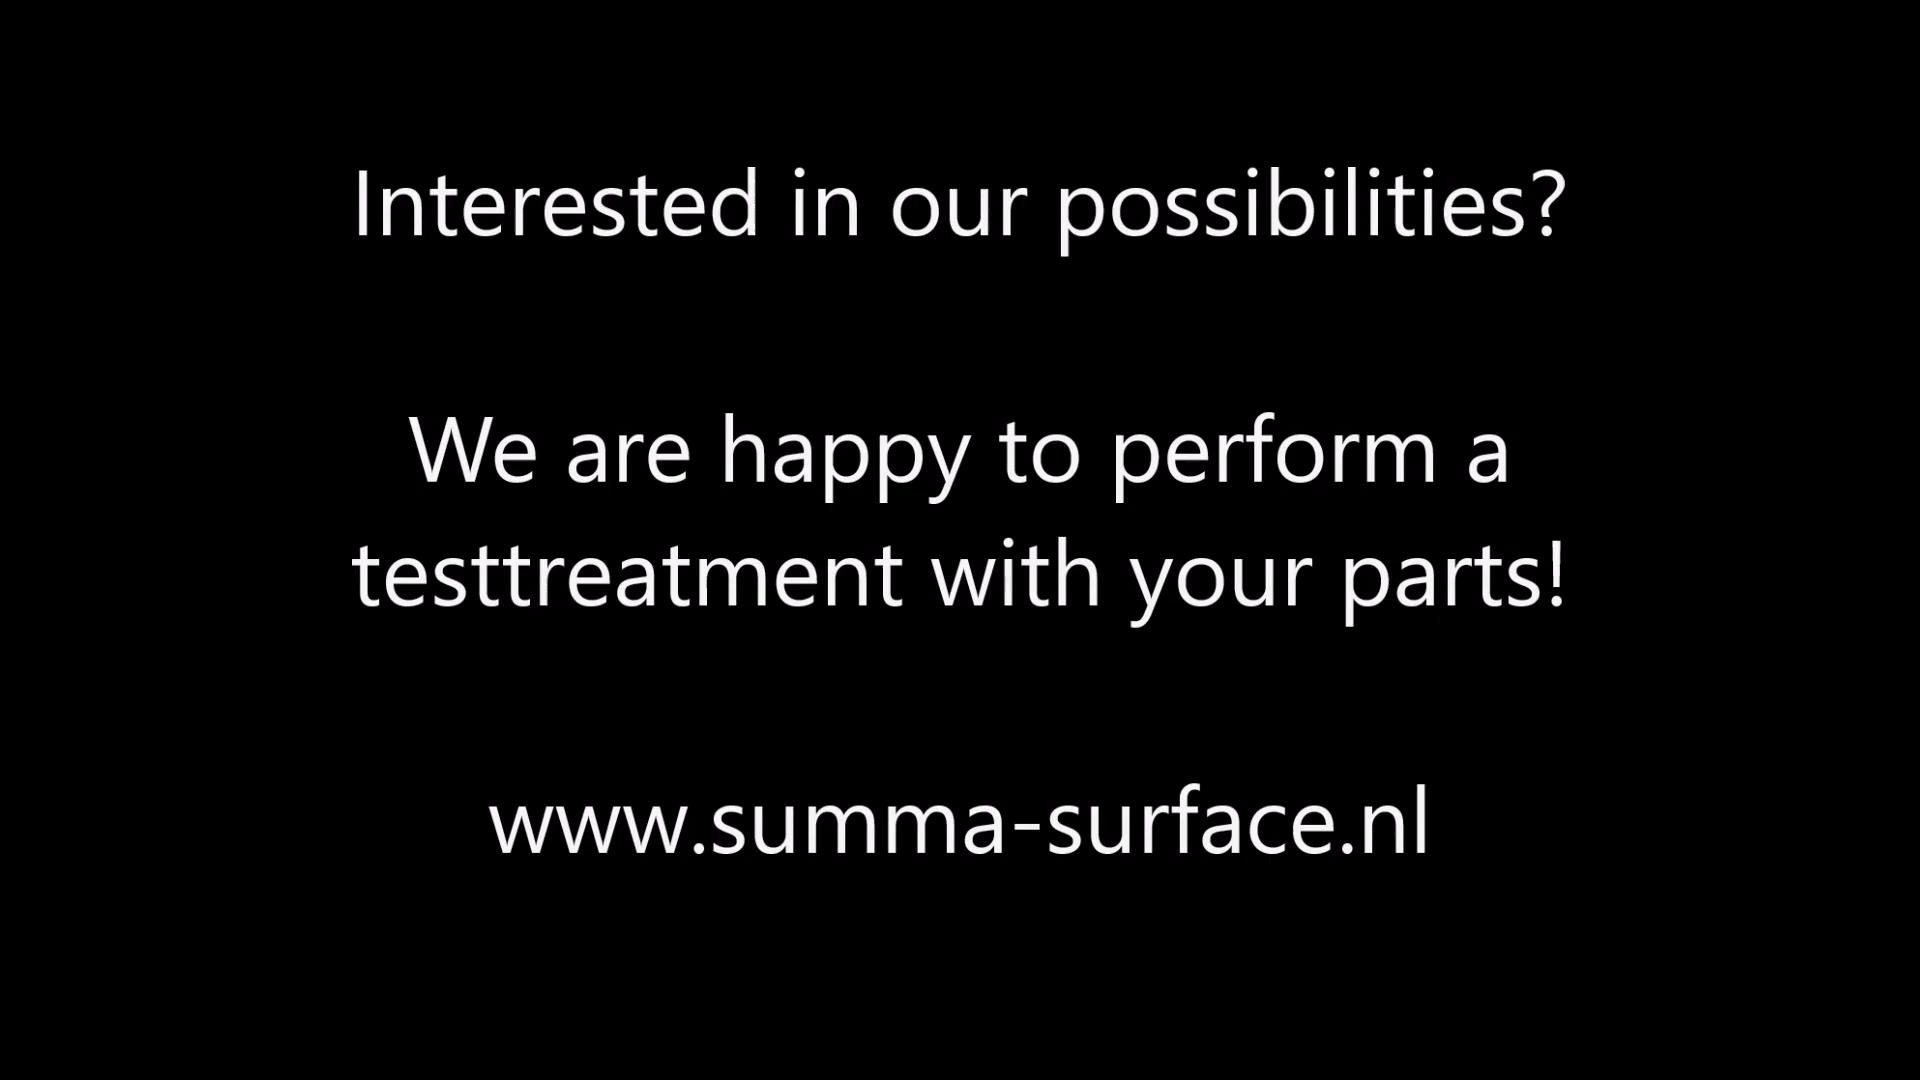 Interested in our possibilities?
We are happy to perform a
testtreatment with your parts!
www.summa-surface.nl